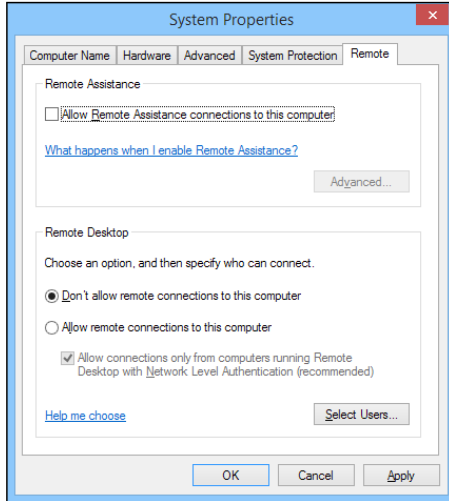 System Properties
×
Computer Name Hardware Advanced System Protection Remote
Remote Assistance
Allow Remote Assistance connections to this computer
What happens when I enable Remote Assistance?
Advanced...
Remote Desktop
Choose an option, and then specify who can connect.
Don't allow remote connections to this computer
Allow remote connections to this computer
Allow connections only from computers running Remote
Desktop with Network Level Authentication (recommended)
Help me choose
Select Users...
OK Cancel Apply